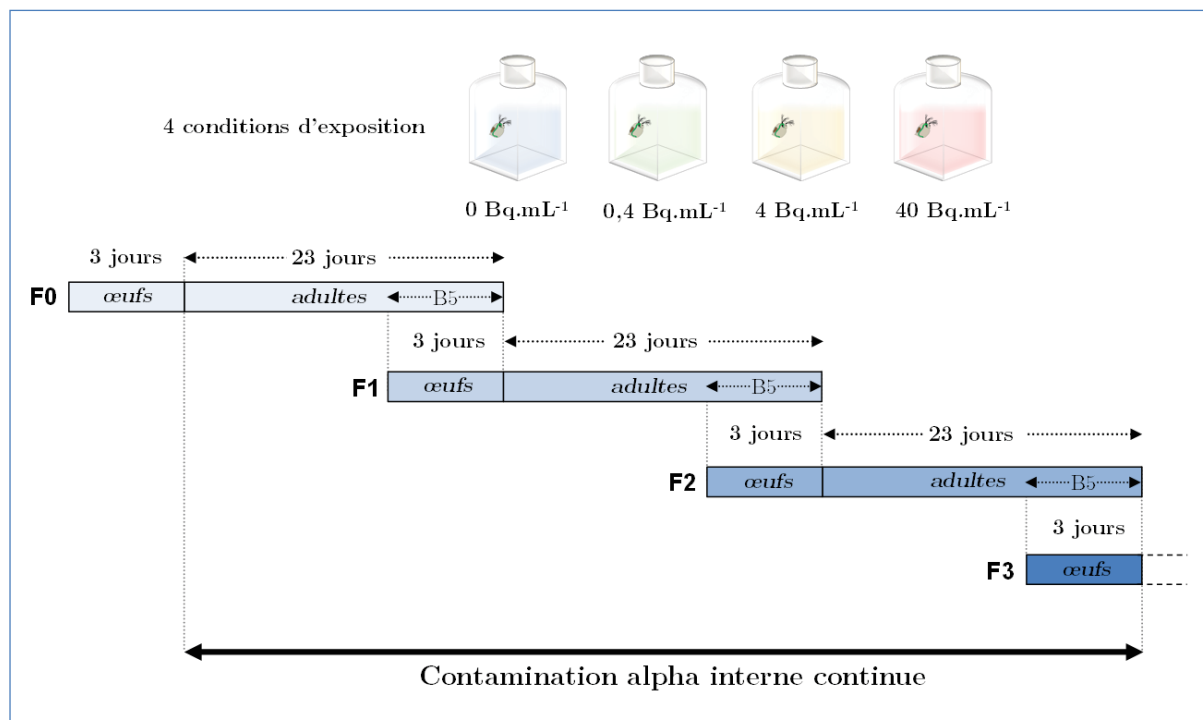 4 conditions d'exposition
0 Bq.mL-1 0,4 Bq.mL-1 4 Bq.mL-1 40 Bq.mL-1
3 jours 23 jours
F0 œufs adultes B5
3 jours 23 jours
F1 œufs adultes B5
3 jours 23 jours
F2 œufs adultes B5
3 jours
F3 œufs
Contamination alpha interne continue